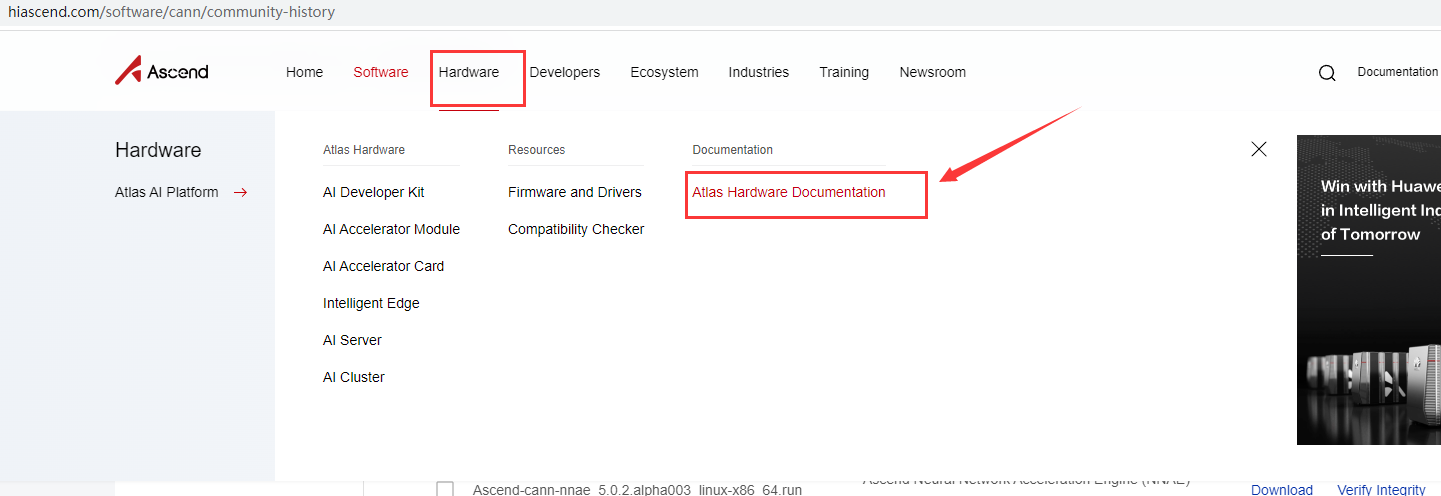 hiascend.com/software/cann/community-history
Ascend
Home Software Hardware Developers Ecosystem Industries Training Newsroom Documentation
Hardware
Atlas AI Platform
Atlas Hardware
AI Developer Kit
AI Accelerator Module
AI Accelerator Card
Intelligent Edge
AI Server
AI Cluster
Resources
Firmware and Drivers
Compatibility Checker
Documentation
Atlas Hardware Documentation
Win with Huawe
in Intelligent Ind
of Tomorrow
Ascend-cann-nnae_5.0.2.alpha003_linux-x86_64.run
Ascend Neural Network Acceleration Engine (NNAE)
Download Verify Integrity